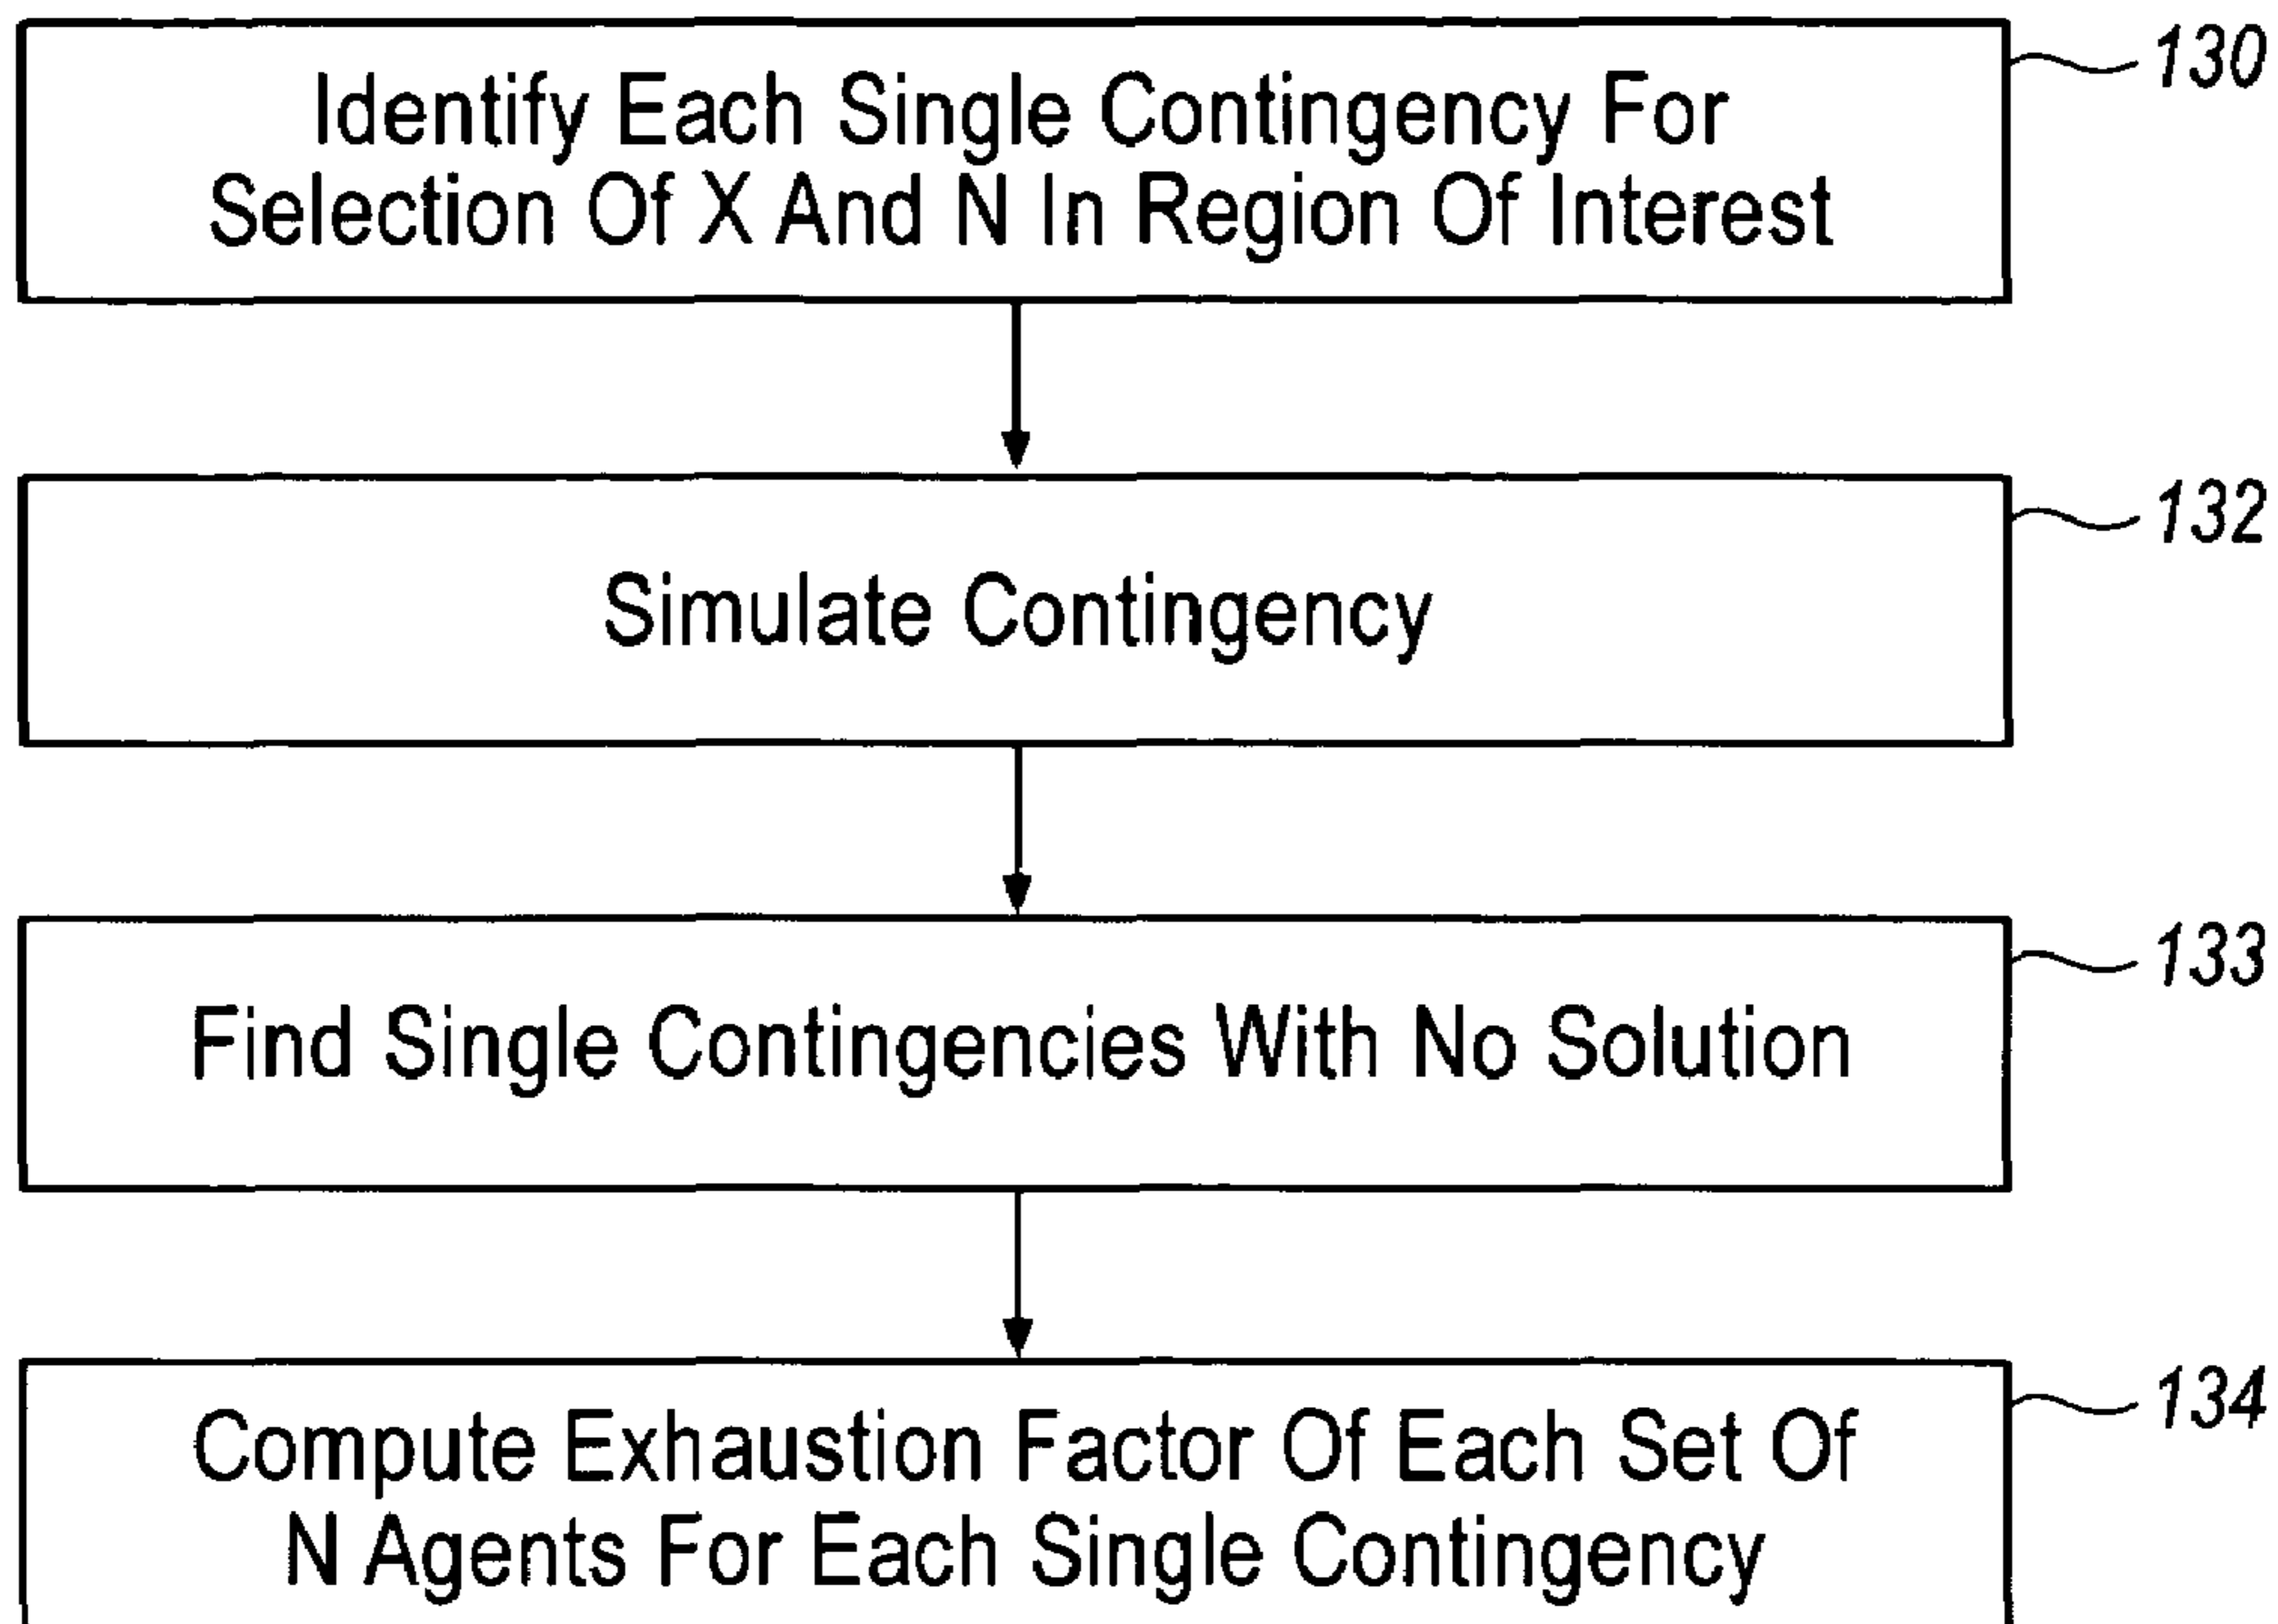 Identify Each Single Contingency For
Selection Of X And N In Region Of Interest
130
Simulate Contingency
132
Find Single Contingencies With No Solution
133
Compute Exhaustion Factor Of Each Set Of
N Agents For Each Single Contingency
134